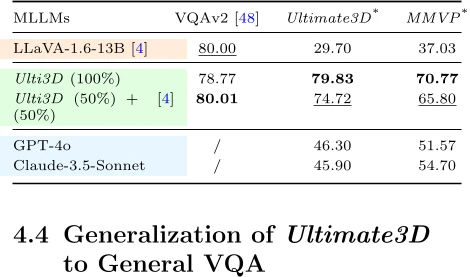 MLLMs VQAv2 [48] Ultimate3D* MMVP*
LLaVA-1.6-13B [4] 80.00 29.70 37.03
Ulti3D (100%) 78.77 79.83 70.77
Ulti3D (50%) + [4] 80.01 74.72 65.80
(50%)
GPT-4o / 46.30 51.57
Claude-3.5-Sonnet / 45.90 54.70
4.4 Generalization of Ultimate3D
to General VQA